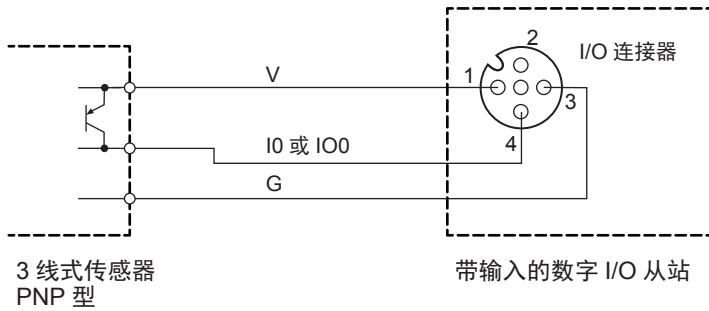 2
I/O 连接器
V
1
3
I0 或 IO0
4
G
3 线式传感器
PNP 型
带输入的数字 I/O 从站